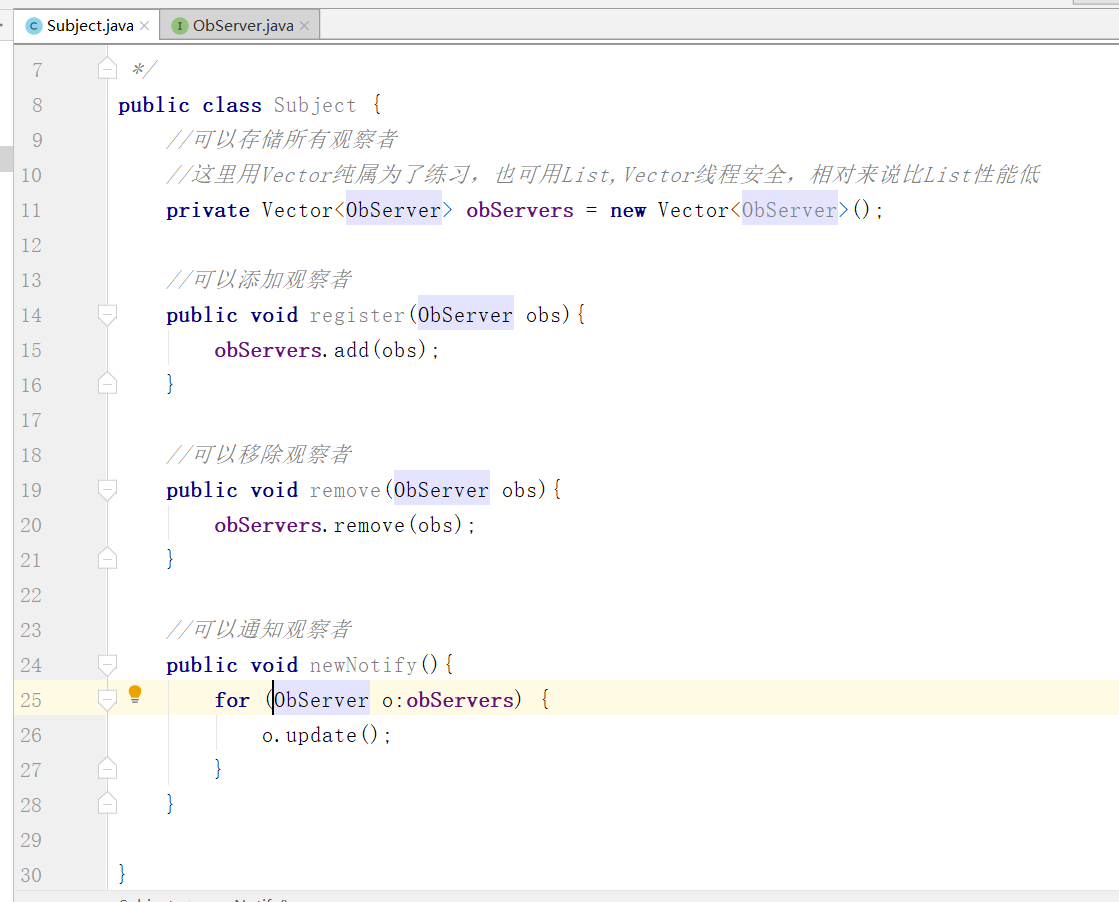 C Subject.java × I ObServer.java ×
7 */
8 public class Subject {
9 //可以存储所有观察者
10 //这里用Vector纯属为了练习，也可用List,Vector线程安全，相对来说比List性能低
11 private Vector<ObServer> obServers = new Vector<ObServer>();
12
13 //可以添加观察者
14 public void register(ObServer obs){
15 obServers.add(obs);
16 }
17
18 //可以移除观察者
19 public void remove(ObServer obs){
20 obServers.remove(obs);
21 }
22
23 //可以通知观察者
24 public void newNotify(){
25 for (ObServer o:obServers) {
26 o.update();
27 }
28 }
29
30 }